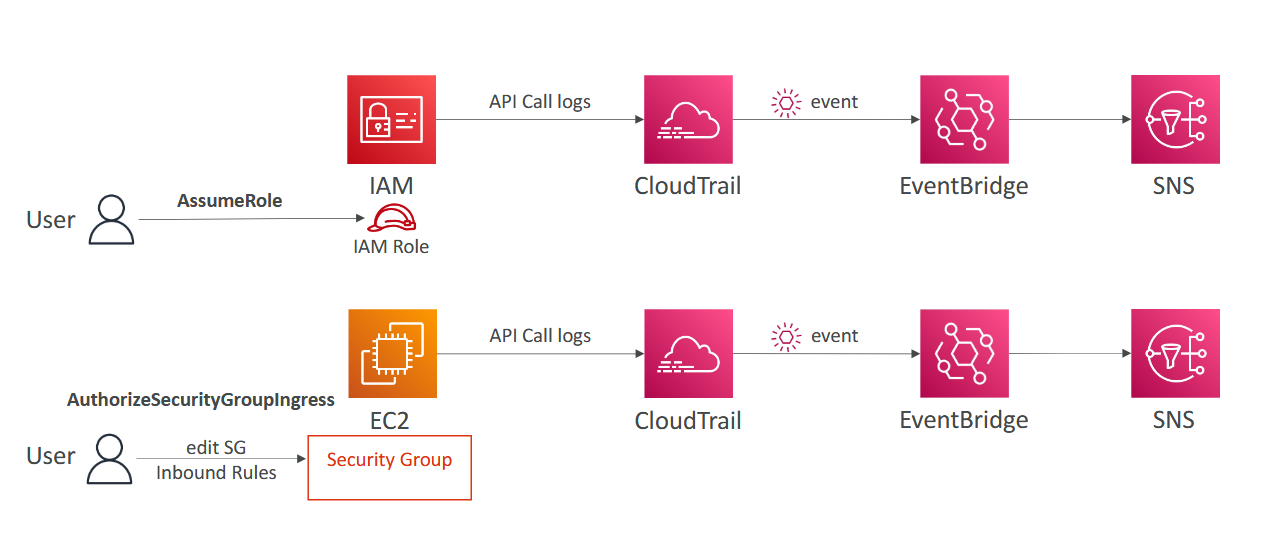 API Call logs
event
IAM
CloudTrail
EventBridge
SNS
User
AssumeRole
IAM Role
API Call logs
event
AuthorizeSecurityGroupIngress
EC2
CloudTrail
EventBridge
SNS
User
edit SG
Inbound Rules
Security Group